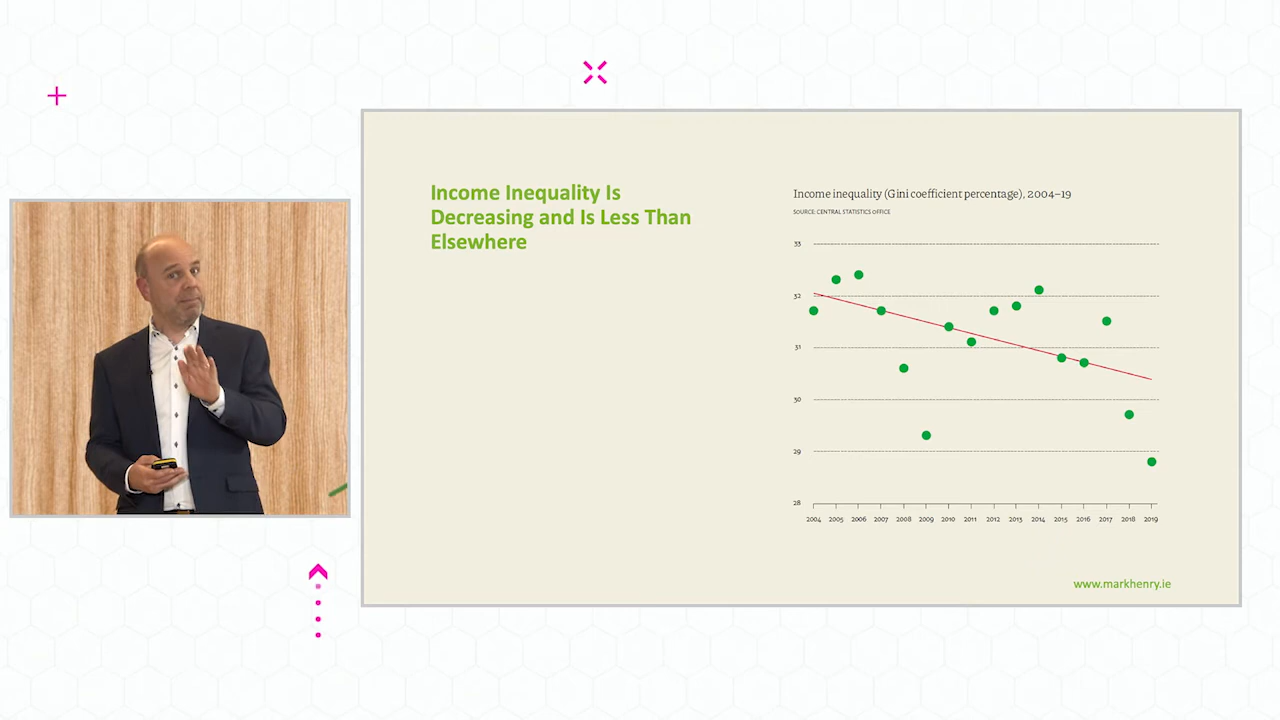 Income Inequality Is
Decreasing and Is Less Than
Elsewhere
Income inequality (Gini coefficient percentage), 2004–19
SOURCE: CENTRAL STATISTICS OFFICE
33
32
31
30
29
28
2004 2005 2006 2007 2008 2009 2010 2011 2012 2013 2014 2015 2016 2017 2018 2019
www.markhenry.ie